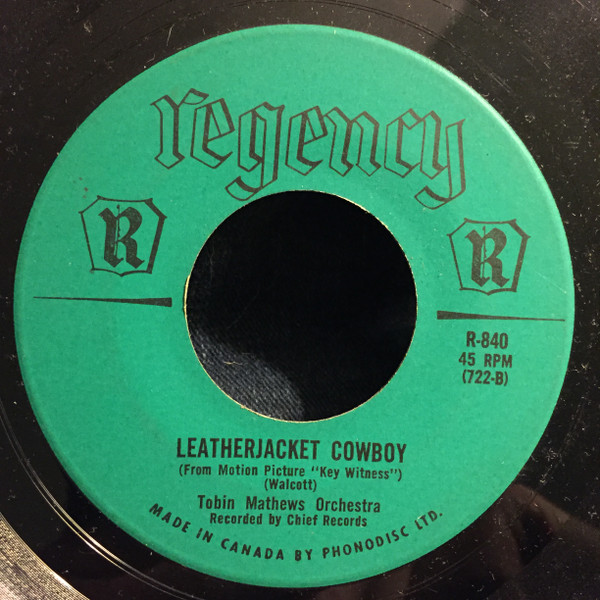 regency
R
R
R-840
45 RPM
(722-B)
LEATHERJACKET COWBOY
(From Motion Picture "Key Witness")
(Walcott)
Tobin Mathews Orchestra
Recorded by Chief Records
MADE IN CANADA BY PHONODISC LTD.